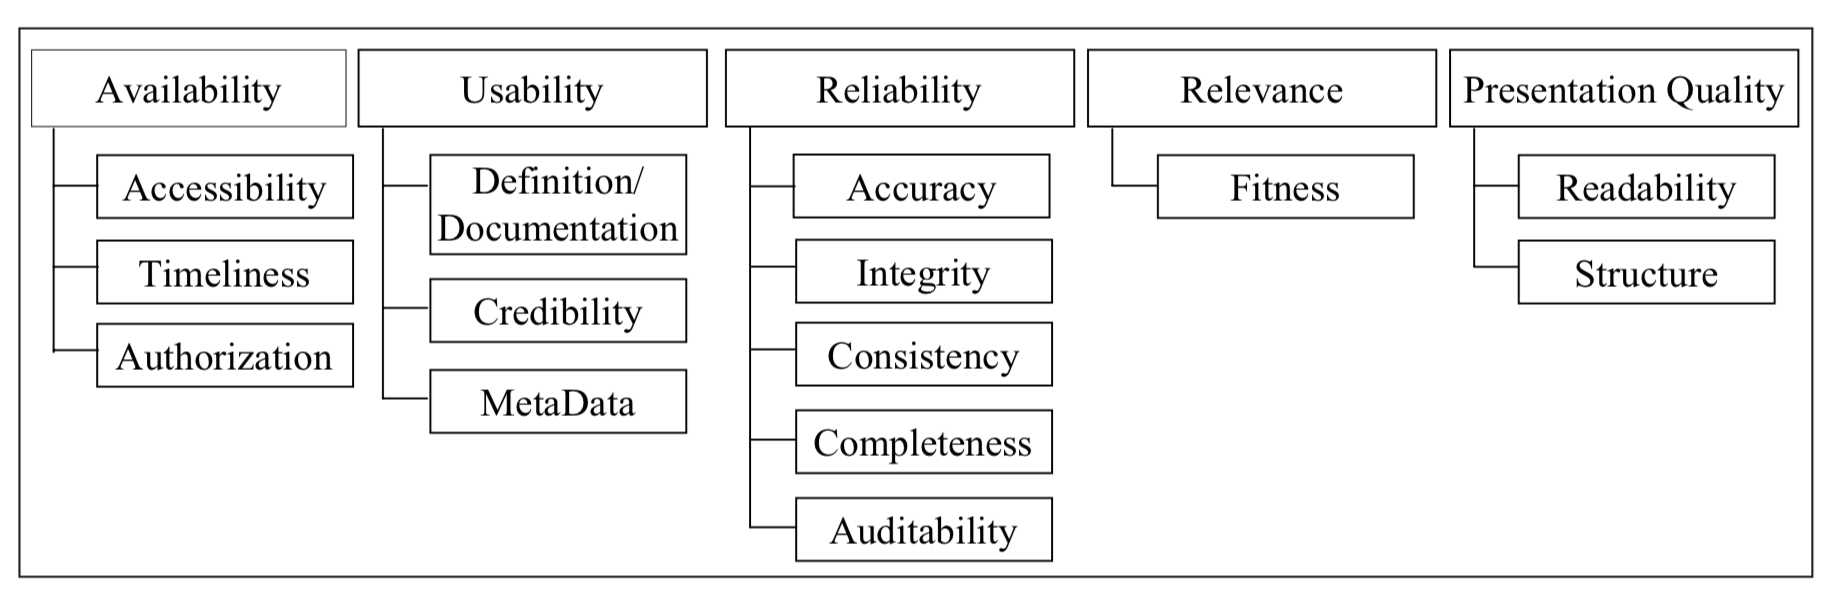 Availability
Accessibility
Timeliness
Authorization
Usability
Definition/
Documentation
Credibility
MetaData
Reliability
Accuracy
Integrity
Consistency
Completeness
Auditability
Relevance
Fitness
Presentation Quality
Readability
Structure